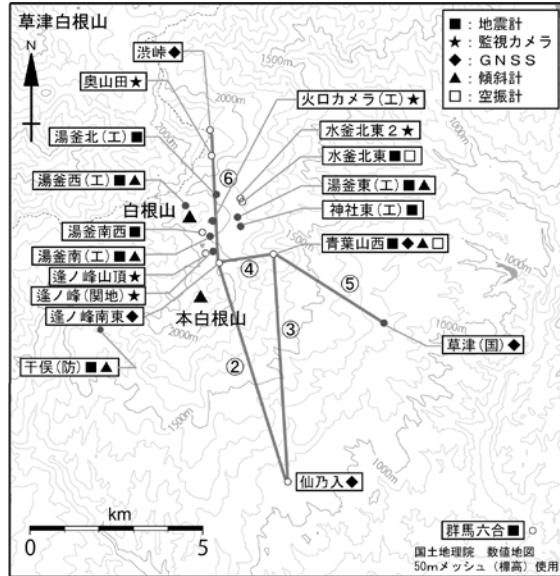 草津白根山
N
■：地震計
★：監視カメラ
◆：GNSS
▲：傾斜計
□：空振計
渋峠◆
奥山田★
湯釜北(工)■
湯釜西(工)■▲
白根山
湯釜南西■
湯釜南(工)■▲
逢ノ峰山頂★
逢ノ峰(関地)★
逢ノ峰南東◆
干俣(防)■▲
本白根山
火口カメラ(工)★
水釜北東2★
水釜北東■□
湯釜東(工)■▲
神社東(工)■
青葉山西■◆▲□
草津(国)◆
仙乃入◆
群馬六合■
②
③
④
⑤
⑥
1500m
2000m
2000m
1500m
2000m
1000m
1500m
1000m
km
0 5
国土地理院 数値地図
50mメッシュ(標高)使用